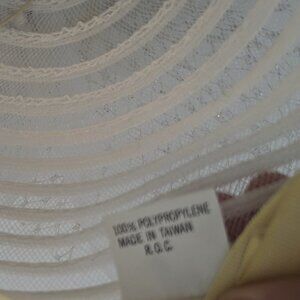 100% POLYPROPYLENE
MADE IN TAIWAN
R.O.C.